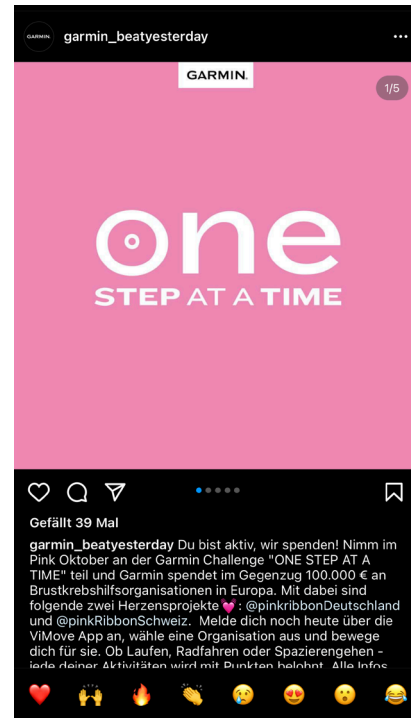 GARMIN.
garmin_beatyesterday
GARMIN.
1/5
one
STEP AT A TIME
Gefällt 39 Mal
garmin_beatyesterday Du bist aktiv, wir spenden! Nimm im
Pink Oktober an der Garmin Challenge "ONE STEP AT A
TIME" teil und Garmin spendet im Gegenzug 100.000 € an
Brustkrebshilfsorganisationen in Europa. Mit dabei sind
folgende zwei Herzensprojekte💘: @pinkribbonDeutschland
und @pinkRibbonSchweiz. Melde dich noch heute über die
ViMove App an, wähle eine Organisation aus und bewege
dich für sie. Ob Laufen, Radfahren oder Spazierengehen -
jede deiner Aktivitäten wird mit Punkten belohnt. Alle Infos